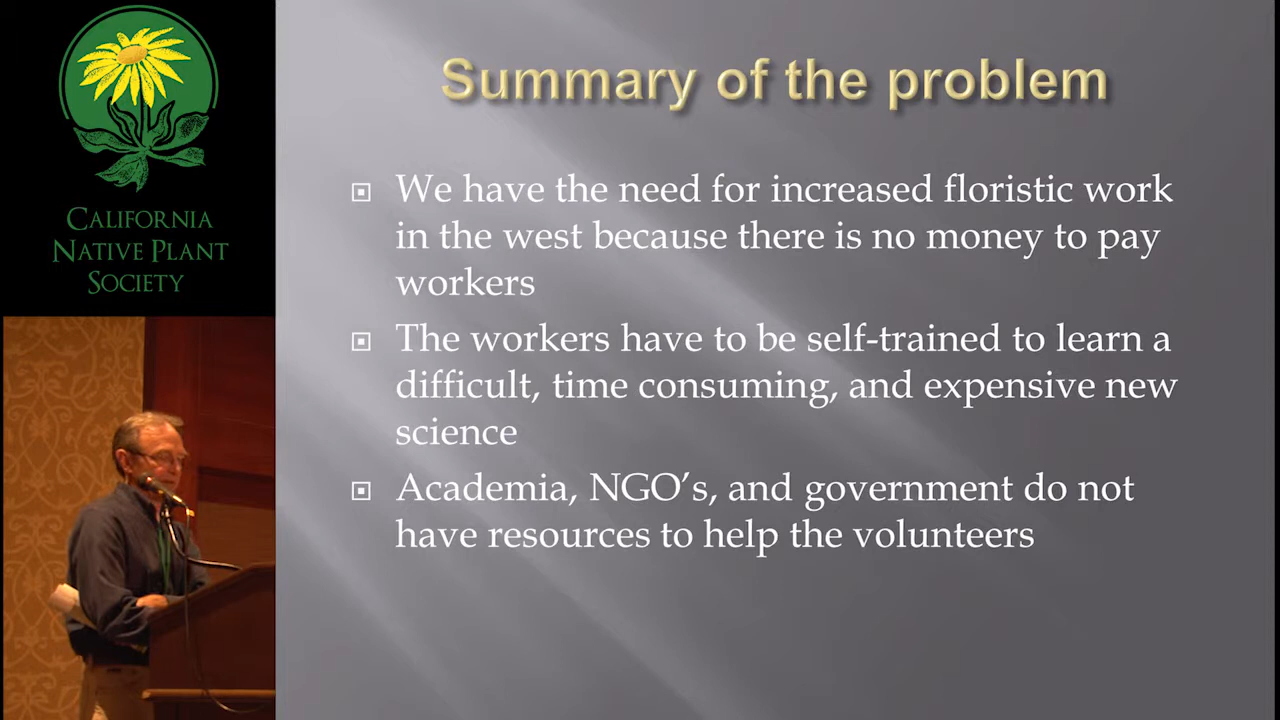 CALIFORNIA
NATIVE PLANT
SOCIETY
Summary of the problem
We have the need for increased floristic work
in the west because there is no money to pay
workers
The workers have to be self-trained to learn a
difficult, time consuming, and expensive new
science
Academia, NGO’s, and government do not
have resources to help the volunteers